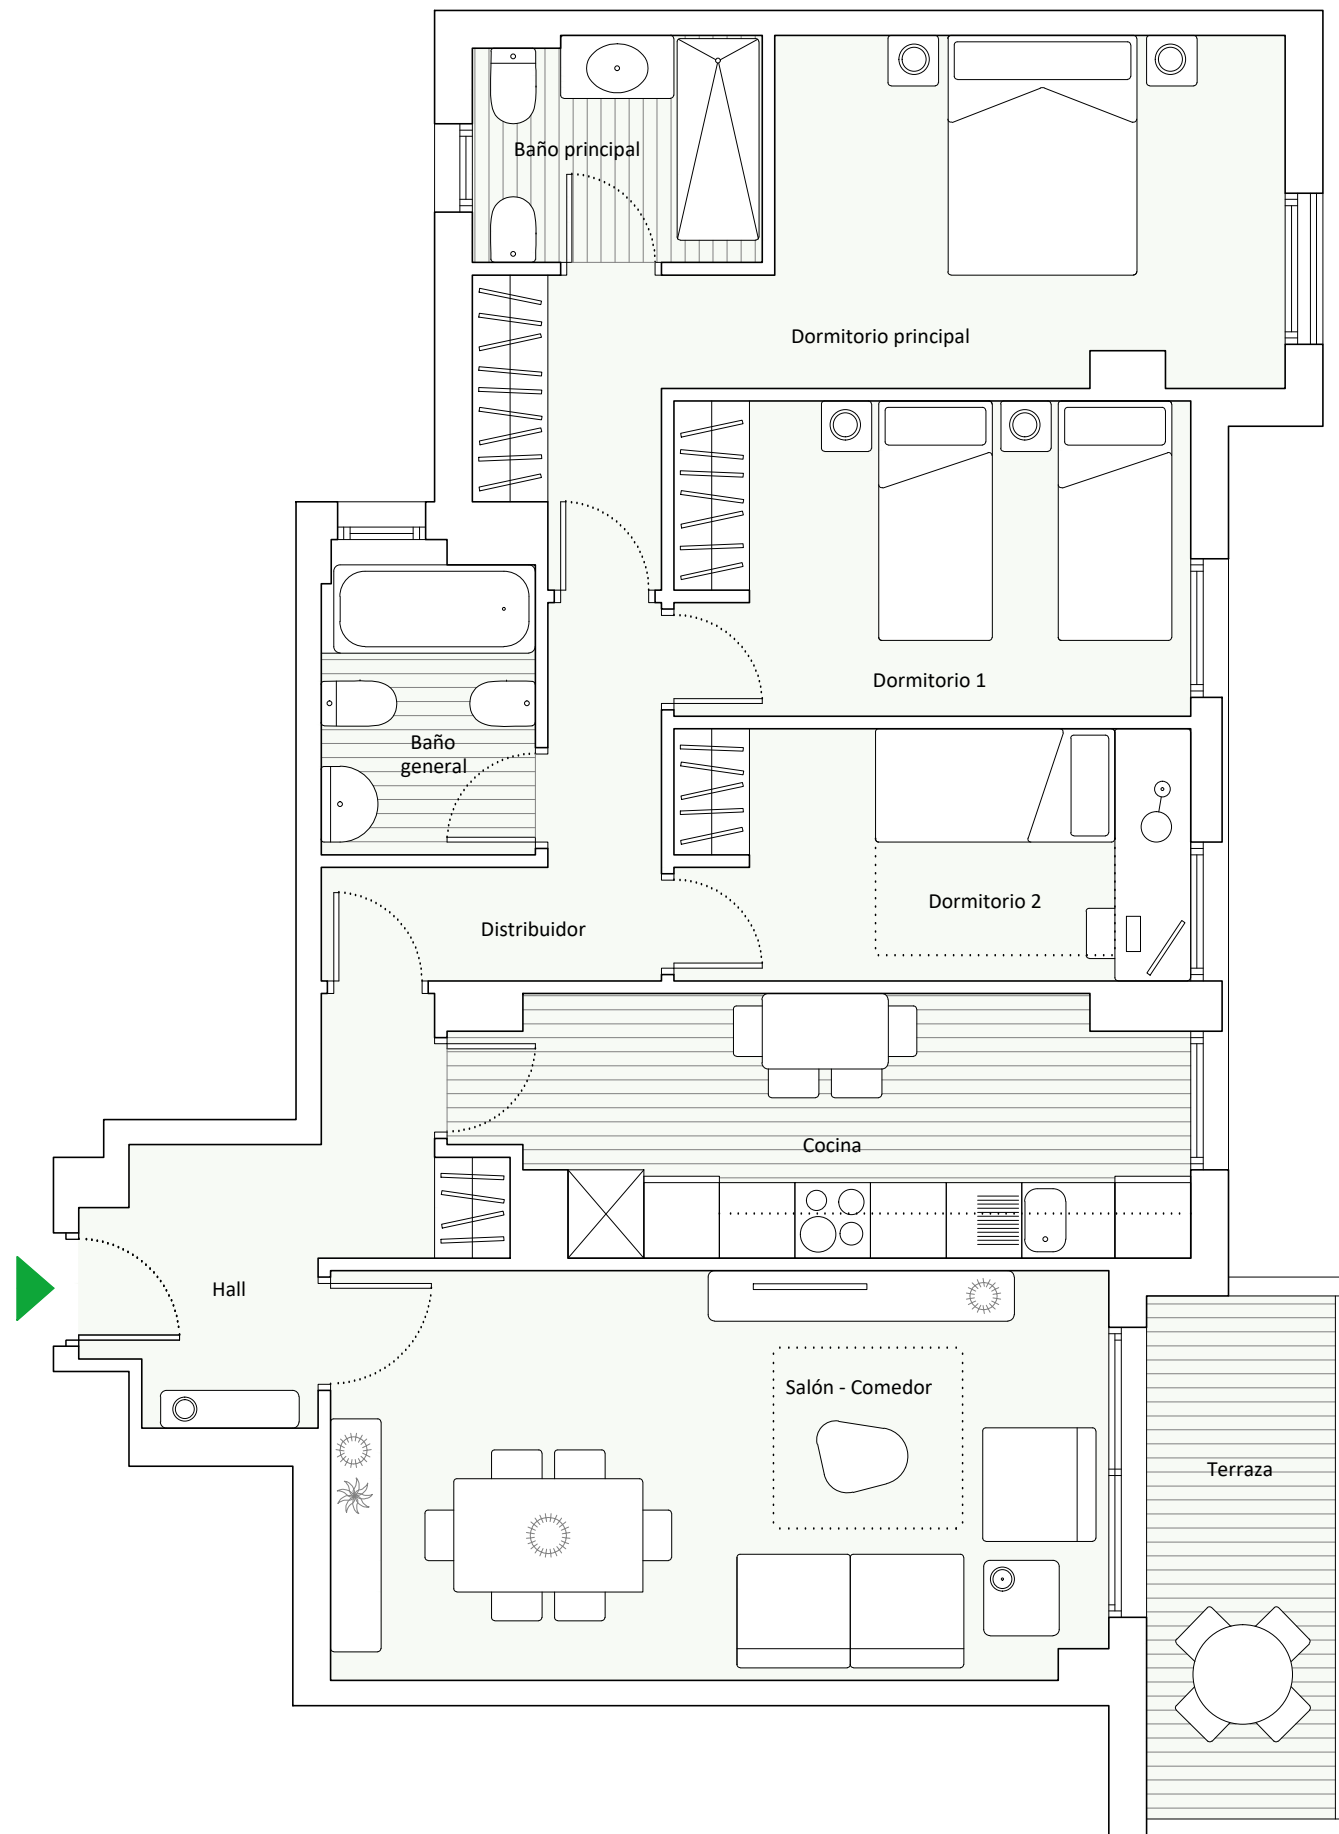 Baño principal
Dormitorio principal
Dormitorio 1
Baño
general
Dormitorio 2
Distribuidor
Cocina
Hall
Salón - Comedor
Terraza